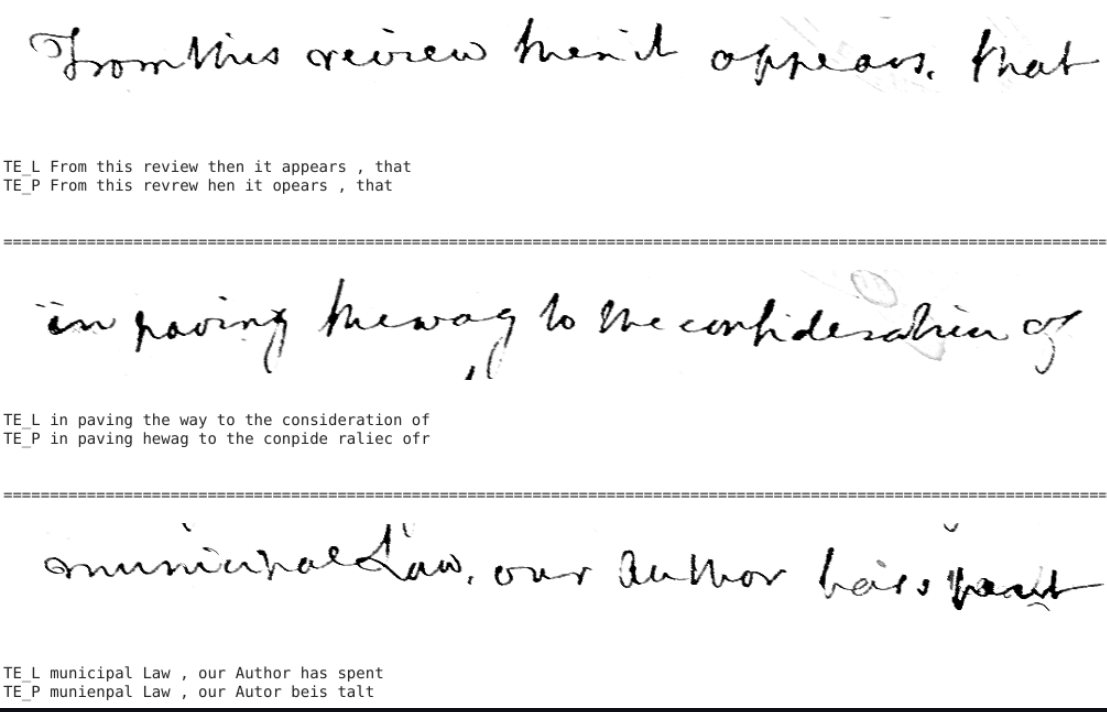 From this review then it appears, that
TE_L From this review then it appears , that
TE_P From this revrew hen it opears , that
================================================================================
in paving the way to the consideration of
TE_L in paving the way to the consideration of
TE_P in paving hewag to the conpide raliec ofr
================================================================================
municipal Law, our Author has spent
TE_L municipal Law , our Author has spent
TE_P munienpal Law , our Autor beis talt